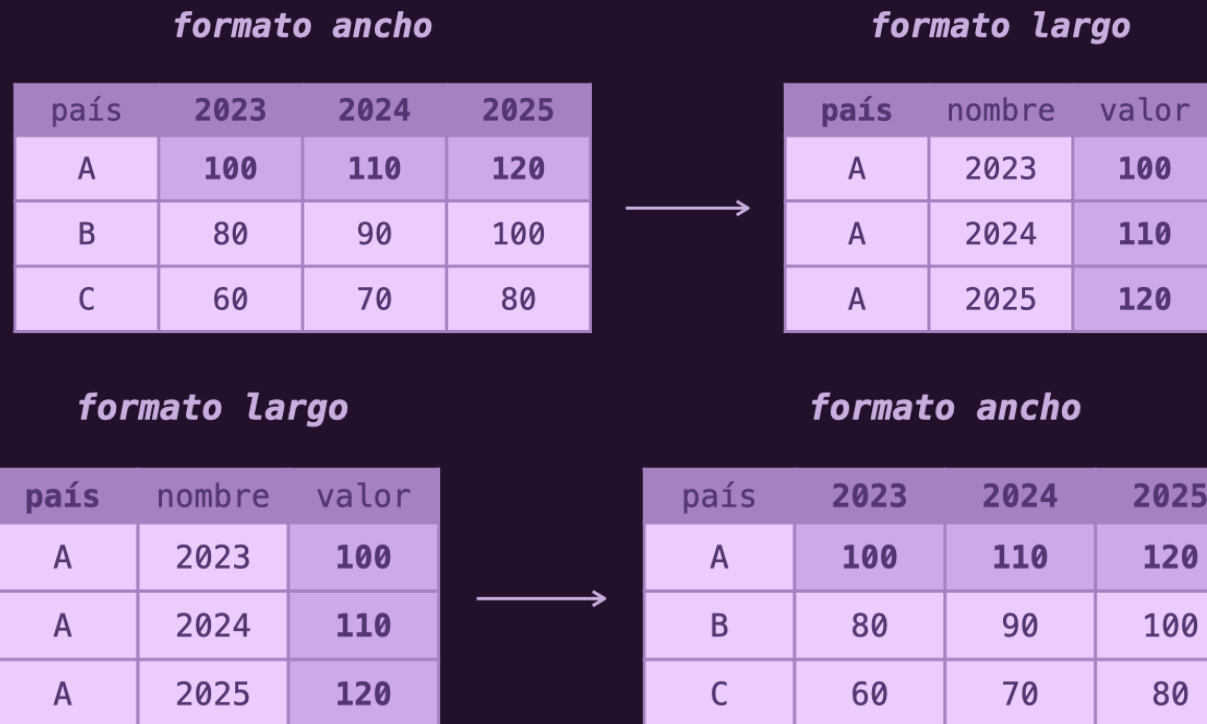 formato ancho
país 2023 2024 2025
A 100 110 120
B 80 90 100
C 60 70 80
formato largo
país nombre valor
A 2023 100
A 2024 110
A 2025 120
formato largo
país nombre valor
A 2023 100
A 2024 110
A 2025 120
formato ancho
país 2023 2024 2025
A 100 110 120
B 80 90 100
C 60 70 80